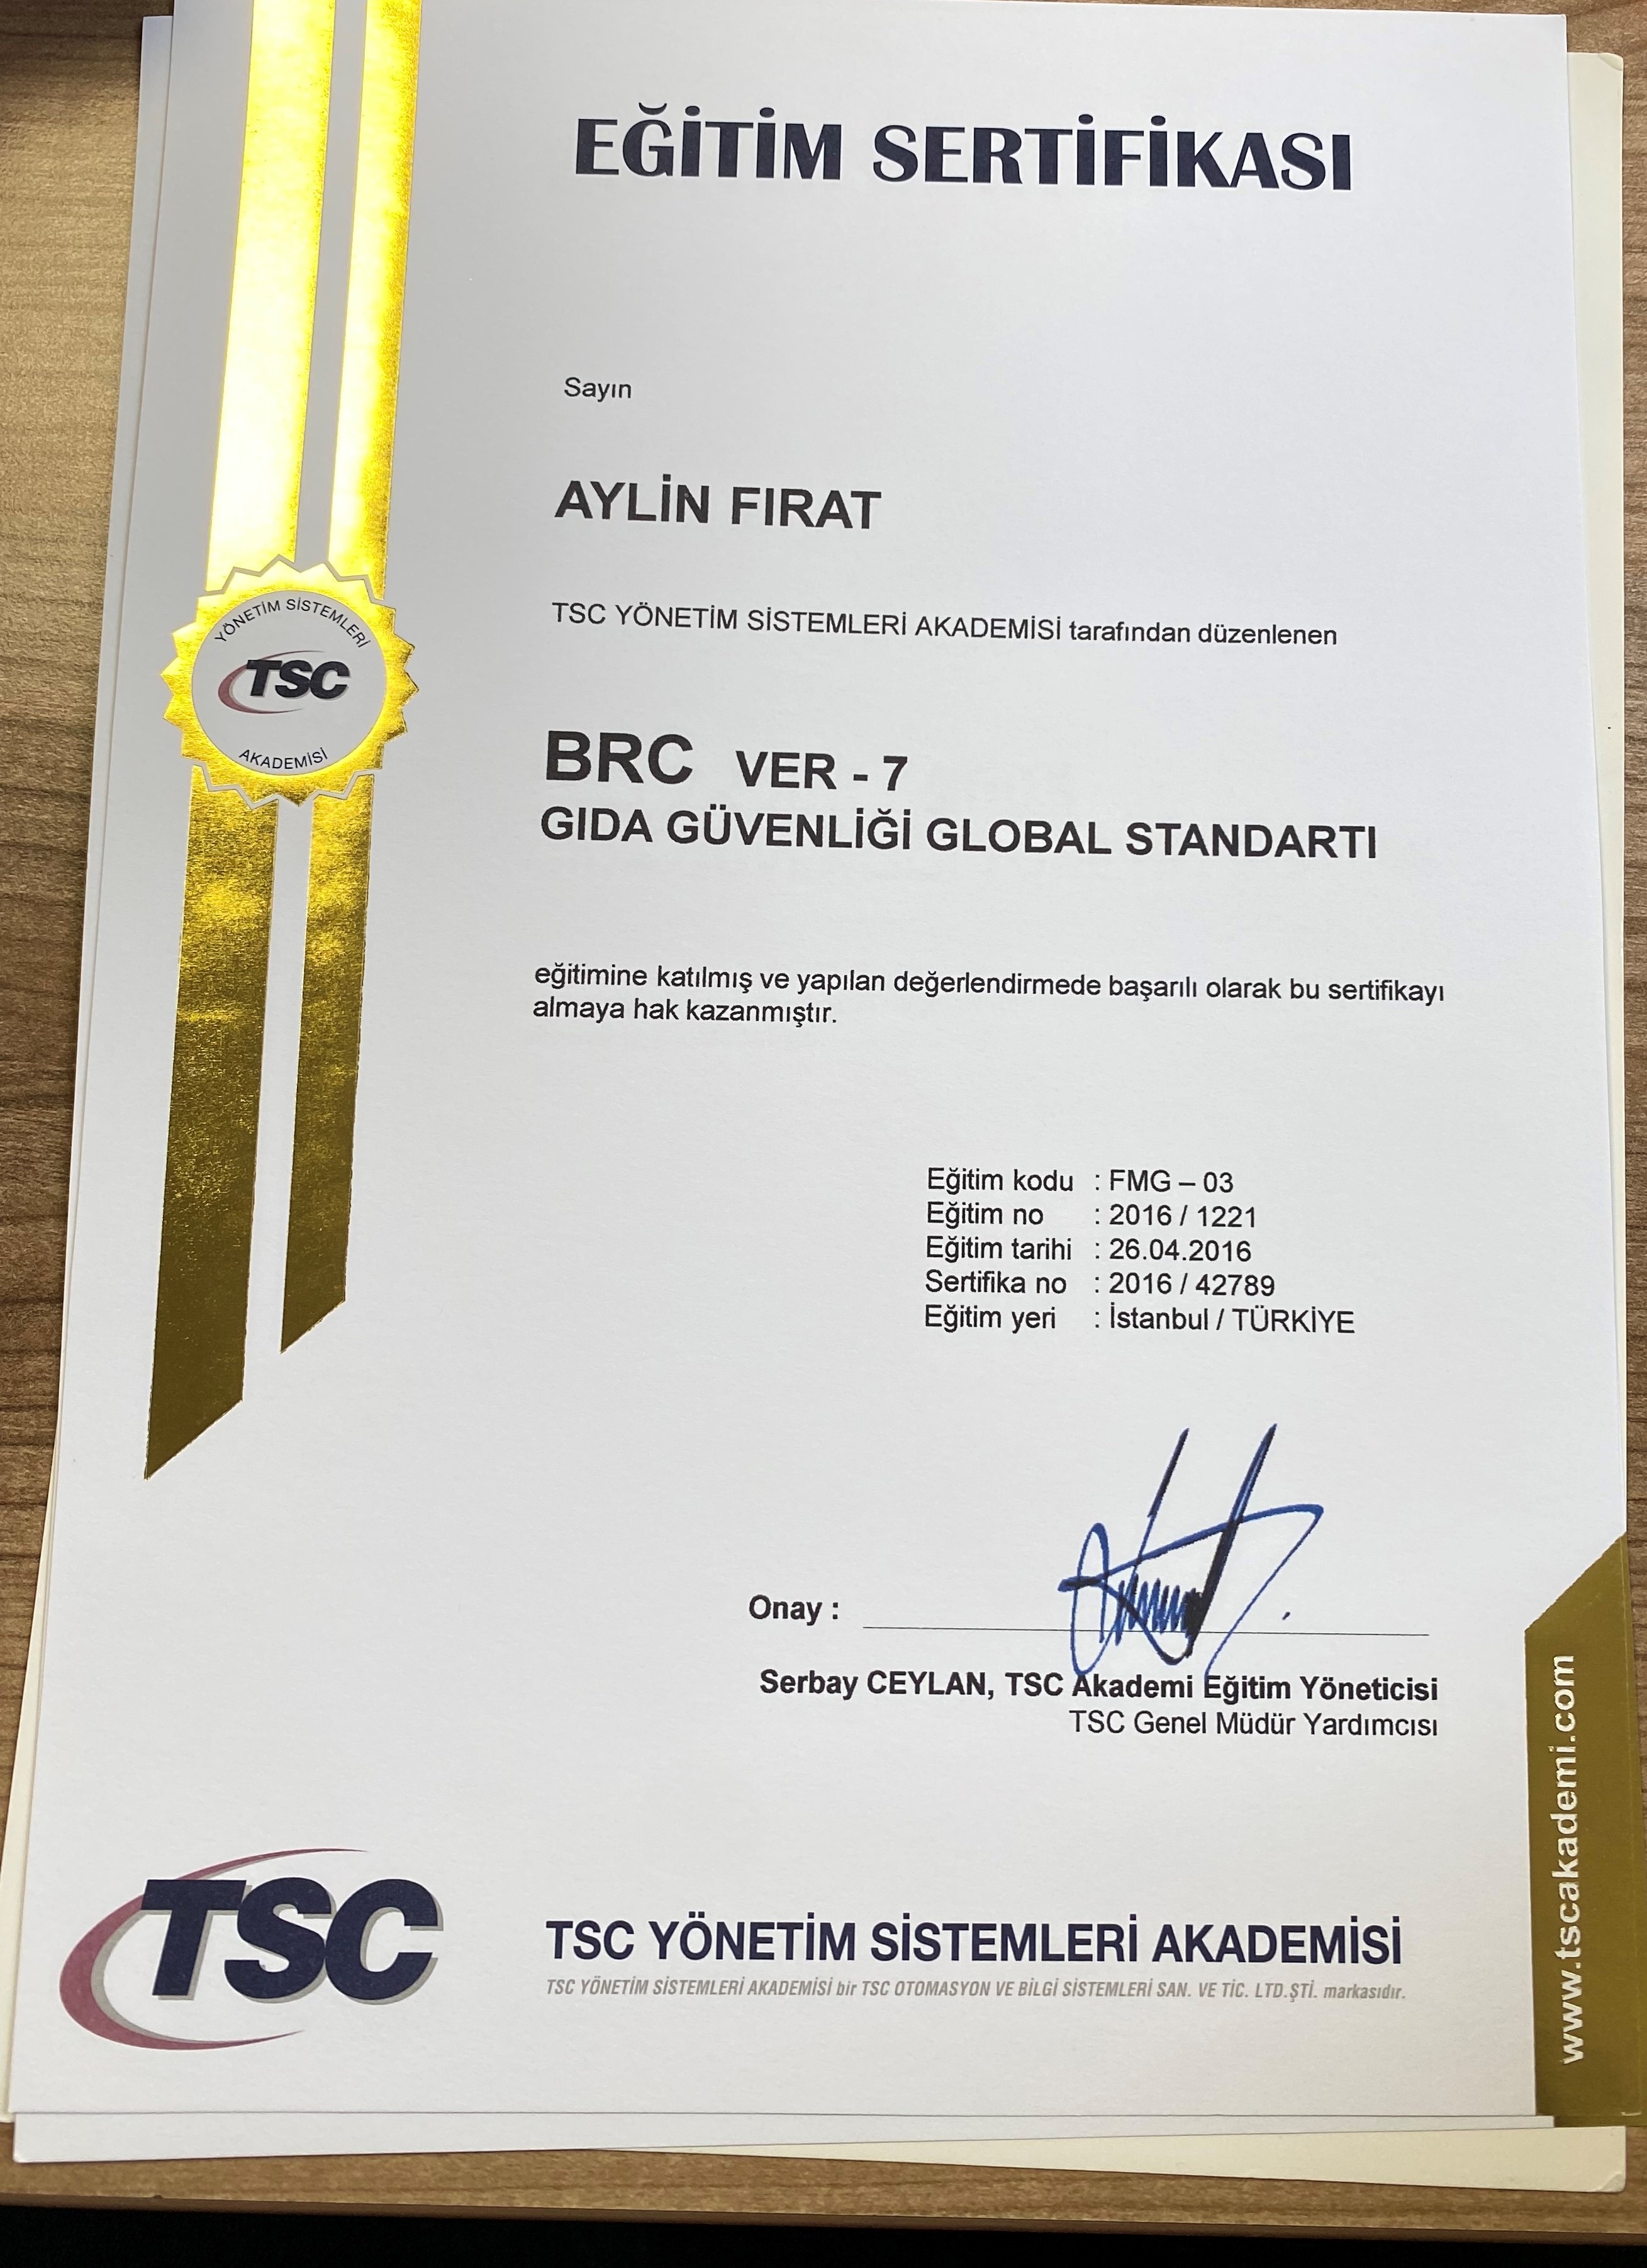 EĞİTİM SERTİFİKASI
Sayın
AYLİN FIRAT
TSC YÖNETİM SİSTEMLERİ AKADEMİSİ tarafından düzenlenen
YÖNETİM SİSTEMLERİ
TSC
AKADEMİSİ
BRC VER - 7
GIDA GÜVENLİĞİ GLOBAL STANDARTI
eğitimine katılmış ve yapılan değerlendirmede başarılı olarak bu sertifikayı
almaya hak kazanmıştır.
Eğitim kodu : FMG – 03
Eğitim no : 2016 / 1221
Eğitim tarihi : 26.04.2016
Sertifika no : 2016 / 42789
Eğitim yeri : İstanbul / TÜRKİYE
Onay :
Serbay CEYLAN, TSC Akademi Eğitim Yöneticisi
TSC Genel Müdür Yardımcısı
TSC
TSC YÖNETİM SİSTEMLERİ AKADEMİSİ
TSC YÖNETİM SİSTEMLERİ AKADEMİSİ bir TSC OTOMASYON VE BİLGİ SİSTEMLERİ SAN. VE TİC. LTD.ŞTİ. markasıdır.
www.tscakademi.com